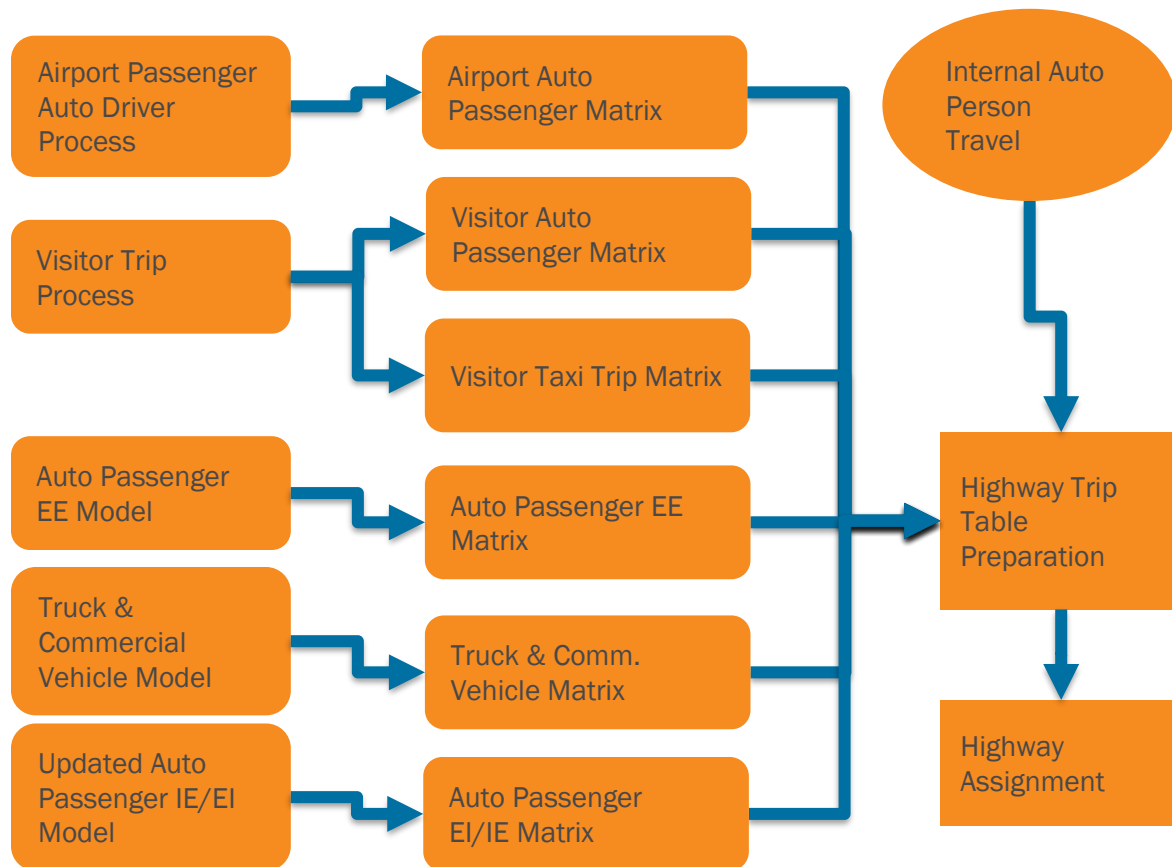 Airport Passenger
Auto Driver
Process
Airport Auto
Passenger Matrix
Internal Auto
Person
Travel
Visitor Trip
Process
Visitor Auto
Passenger Matrix
Visitor Taxi Trip Matrix
Auto Passenger
EE Model
Auto Passenger EE
Matrix
Highway Trip
Table
Preparation
Truck &
Commercial
Vehicle Model
Truck & Comm.
Vehicle Matrix
Updated Auto
Passenger IE/EI
Model
Auto Passenger
EI/IE Matrix
Highway
Assignment